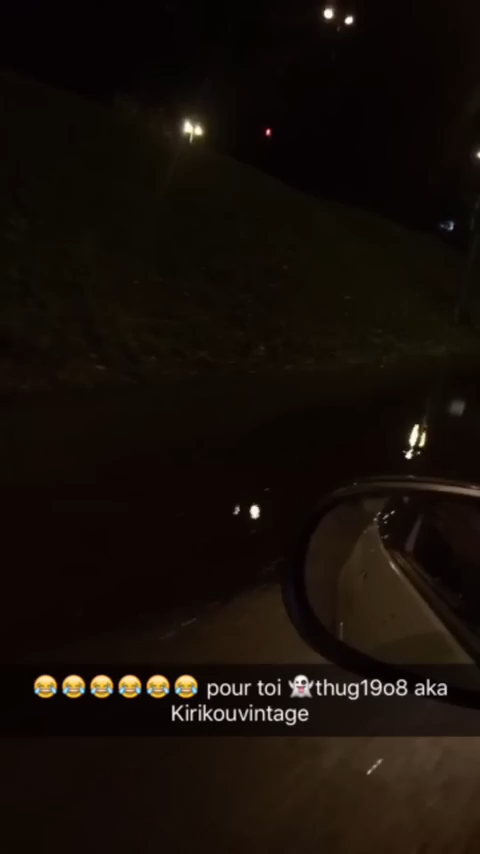 😂😂😂😂😂😂 pour toi 👻thug19o8 aka
Kirikouvintage